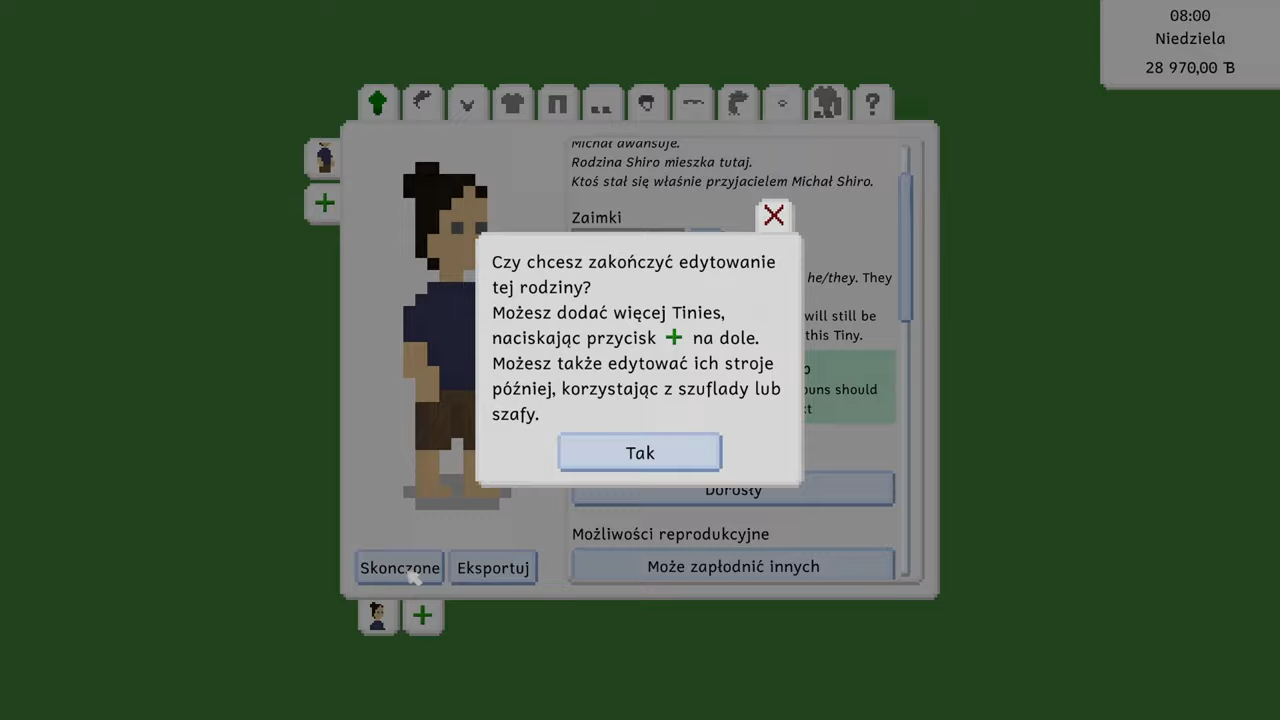 08:00
Niedziela
28 970,00 Ƀ
?
Michał awansuje.
Rodzina Shiro mieszka tutaj.
Ktoś stał się właśnie przyjacielem Michał Shiro.
Zaimki
Czy chcesz zakończyć edytowanie
tej rodziny?
Możesz dodać więcej Tinies,
naciskając przycisk + na dole.
Możesz także edytować ich stroje
później, korzystając z szuflady lub
szafy.
Tak
he/they. They
will still be
this Tiny.
should
Dorosły
Możliwości reprodukcyjne
Może zapłodnić innych
Skonczone
Eksportuj